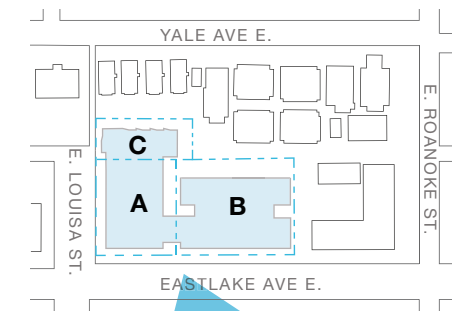 YALE AVE E.
E. ROANOKE ST.
C
E. LOUISA ST.
A
B
EASTLAKE AVE E.